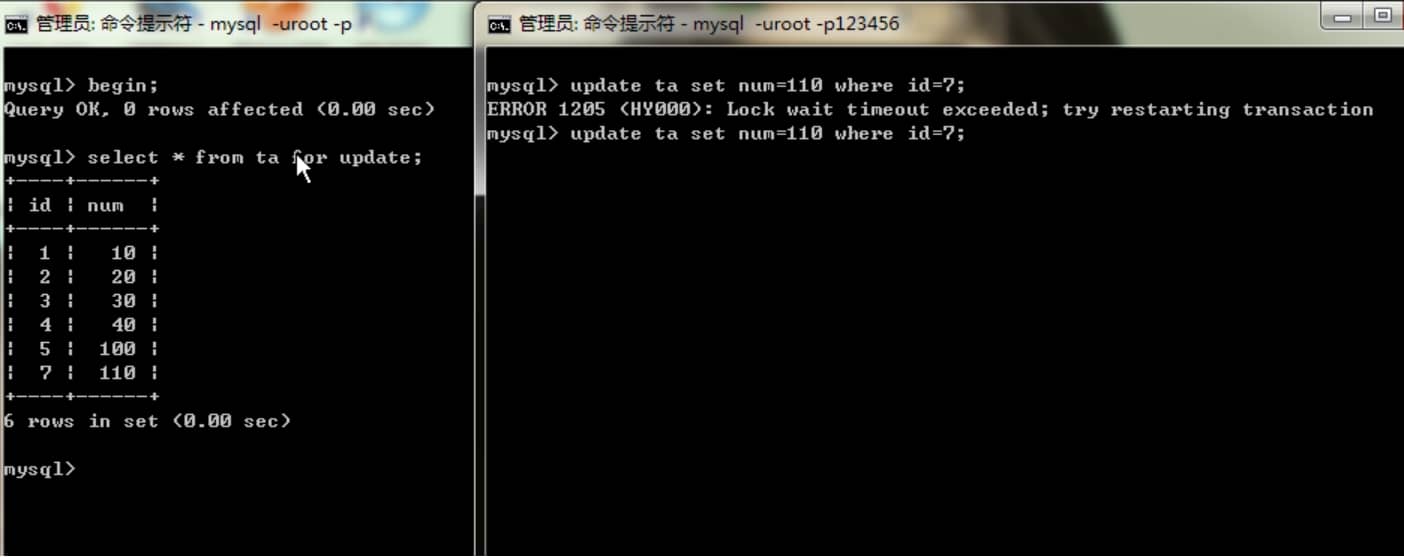 管理员: 命令提示符 - mysql -uroot -p
mysql> begin;
Query OK, 0 rows affected (0.00 sec)
mysql> select * from ta for update;
+----+------+
| id | num  |
+----+------+
|  1 |   10 |
|  2 |   20 |
|  3 |   30 |
|  4 |   40 |
|  5 |  100 |
|  7 |  110 |
+----+------+
6 rows in set (0.00 sec)
mysql>
管理员: 命令提示符 - mysql -uroot -p123456
mysql> update ta set num=110 where id=7;
ERROR 1205 (HY000): Lock wait timeout exceeded; try restarting transaction
mysql> update ta set num=110 where id=7;